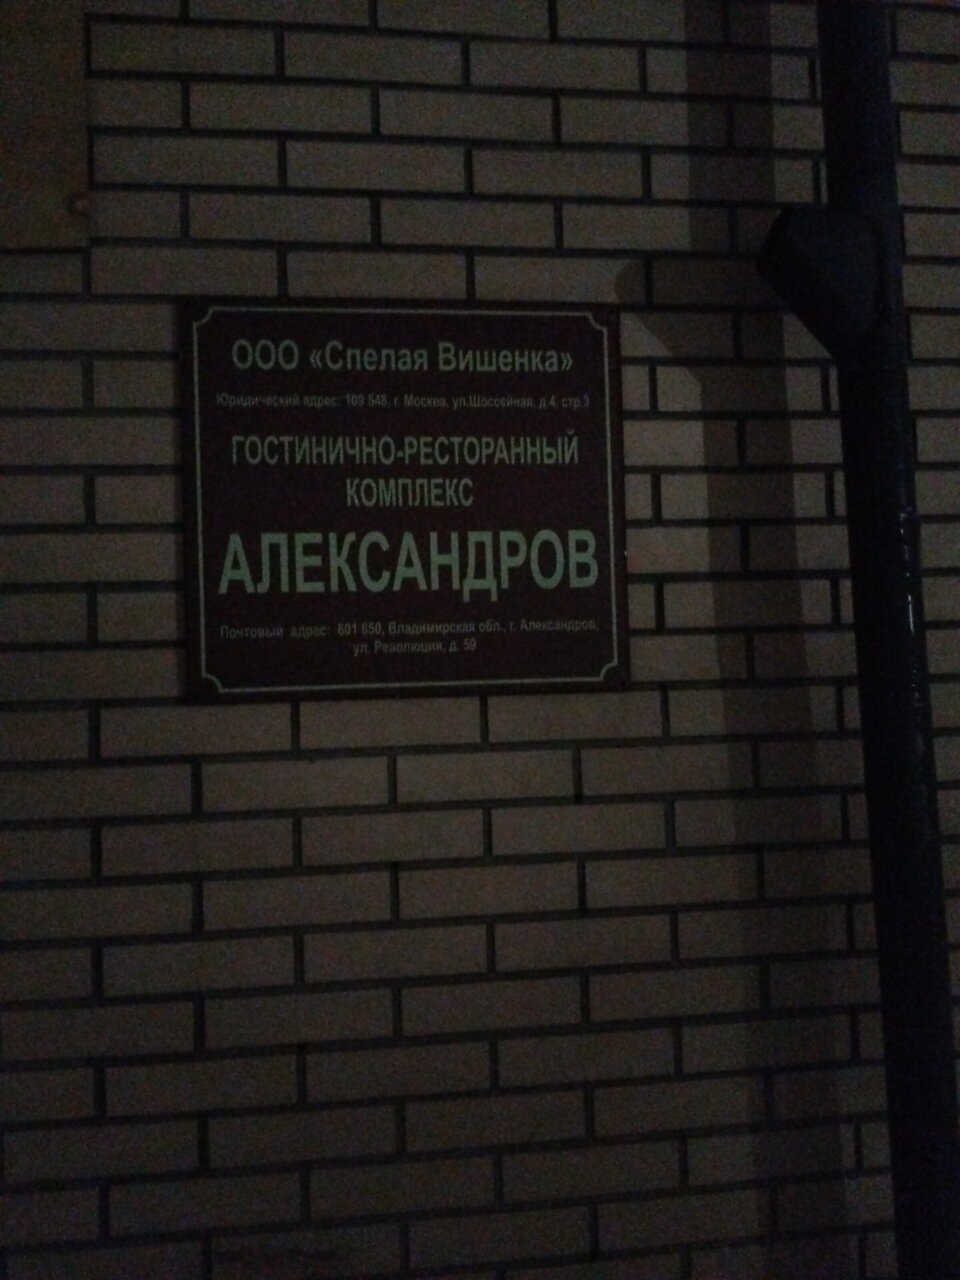 ООО «Спелая Вишенка»
Юридический адрес: 109 548, г. Москва, ул.Шоссейная, д.4, стр.3
ГОСТИНИЧНО-РЕСТОРАННЫЙ
КОМПЛЕКС
АЛЕКСАНДРОВ
Почтовый адрес: 601 650, Владимирская обл., г. Александров,
ул. Революции, д. 59